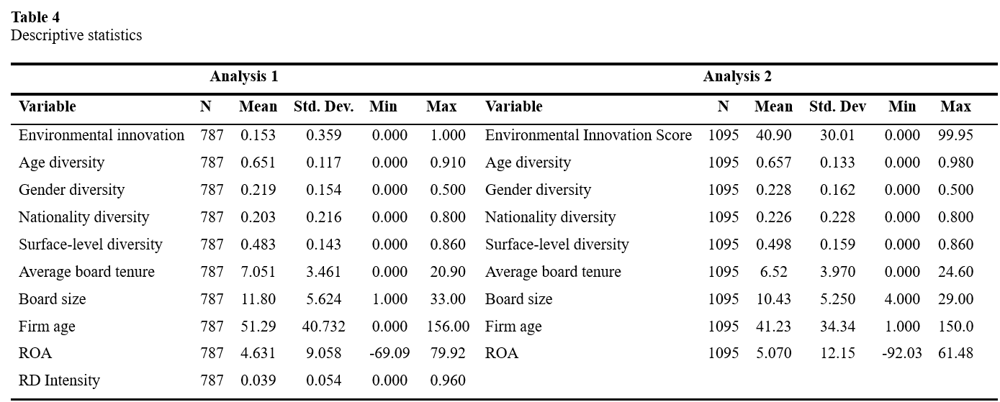 Table 4
Descriptive statistics
Analysis 1 Analysis 2
Variable N Mean Std. Dev. Min Max Variable N Mean Std. Dev Min Max
Environmental innovation 787 0.153 0.359 0.000 1.000 Environmental Innovation Score 1095 40.90 30.01 0.000 99.95
Age diversity 787 0.651 0.117 0.000 0.910 Age diversity 1095 0.657 0.133 0.000 0.980
Gender diversity 787 0.219 0.154 0.000 0.500 Gender diversity 1095 0.228 0.162 0.000 0.500
Nationality diversity 787 0.203 0.216 0.000 0.800 Nationality diversity 1095 0.226 0.228 0.000 0.800
Surface-level diversity 787 0.483 0.143 0.000 0.860 Surface-level diversity 1095 0.498 0.159 0.000 0.860
Average board tenure 787 7.051 3.461 0.000 20.90 Average board tenure 1095 6.52 3.970 0.000 24.60
Board size 787 11.80 5.624 1.000 33.00 Board size 1095 10.43 5.250 4.000 29.00
Firm age 787 51.29 40.732 0.000 156.00 Firm age 1095 41.23 34.34 1.000 150.0
ROA 787 4.631 9.058 -69.09 79.92 ROA 1095 5.070 12.15 -92.03 61.48
RD Intensity 787 0.039 0.054 0.000 0.960